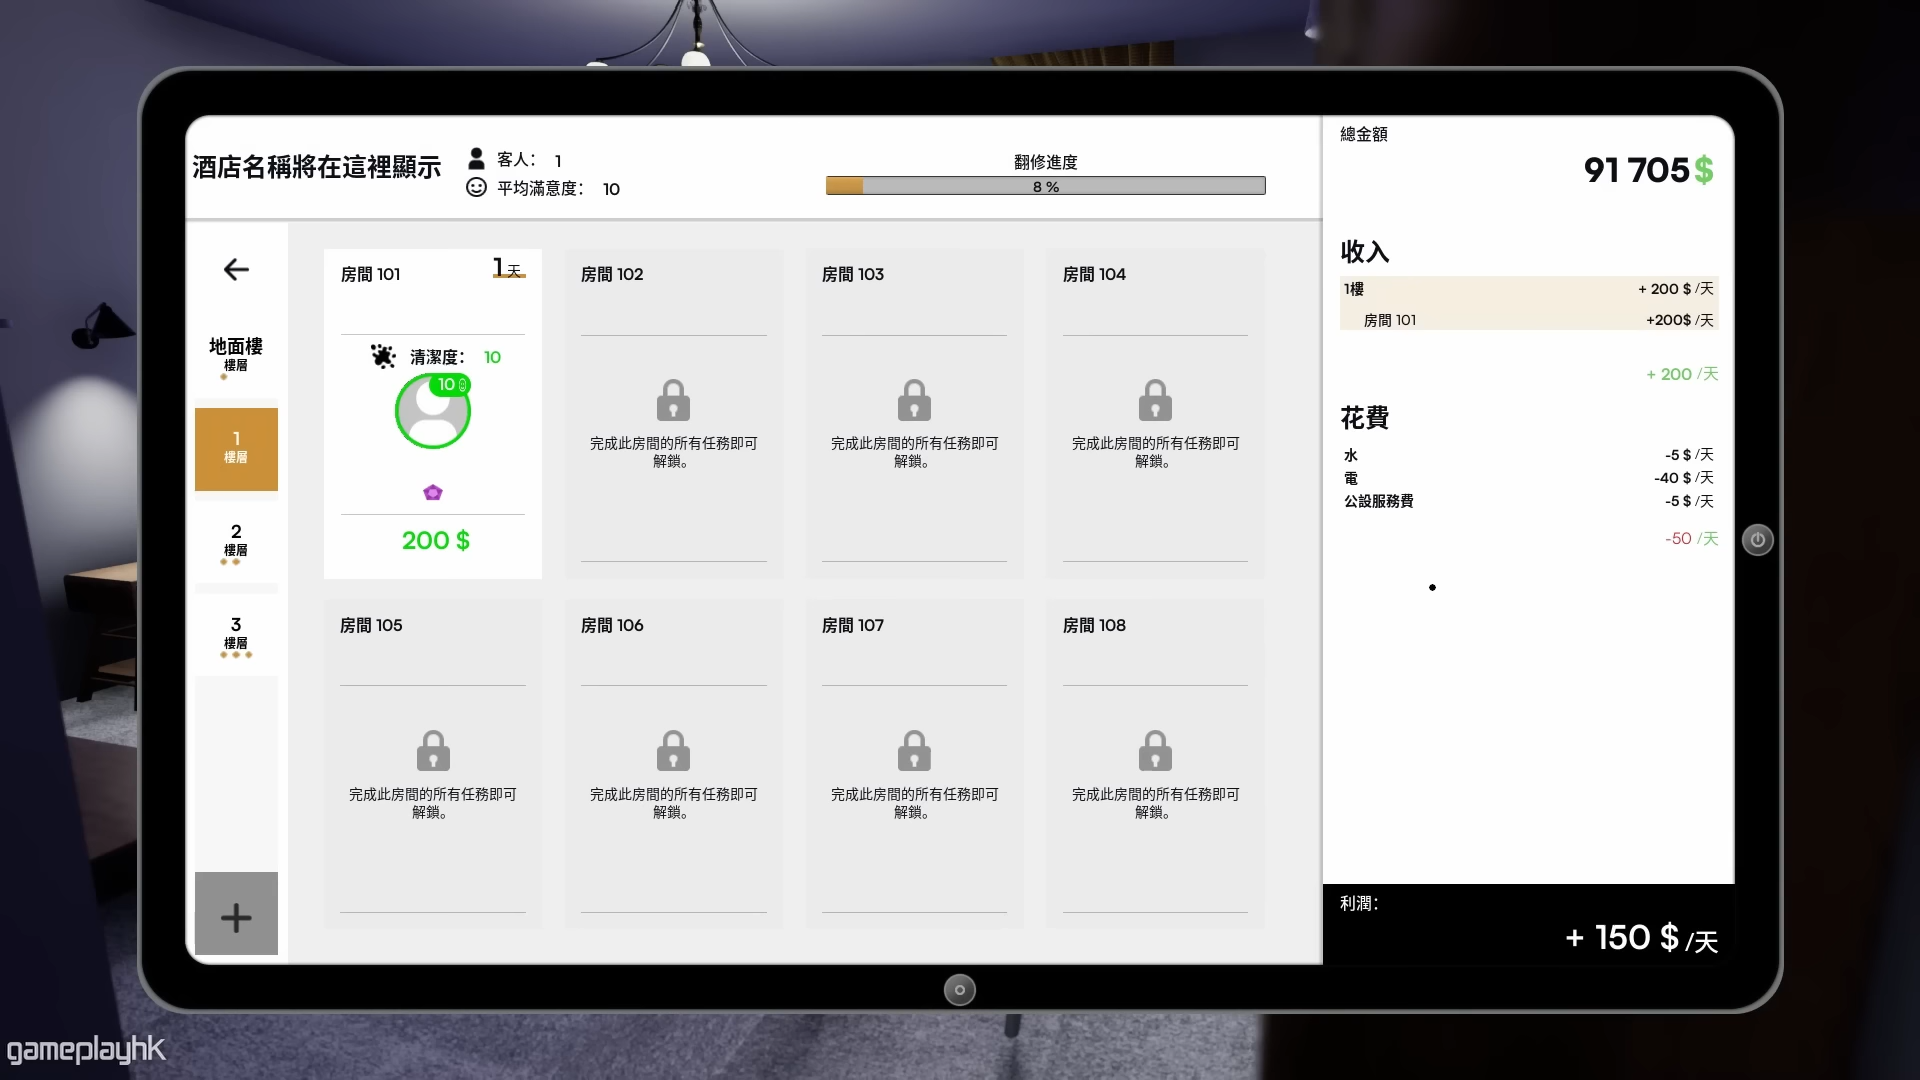 酒店名稱將在這裡顯示
客人： 1
平均滿意度： 10
翻修進度
8 %
總金額
91 705 $
地面樓
樓層
1
樓層
2
樓層
3
樓層
房間 101
1 天
清潔度： 10
10
200 $
房間 102
完成此房間的所有任務即可
解鎖。
房間 103
完成此房間的所有任務即可
解鎖。
房間 104
完成此房間的所有任務即可
解鎖。
房間 105
完成此房間的所有任務即可
解鎖。
房間 106
完成此房間的所有任務即可
解鎖。
房間 107
完成此房間的所有任務即可
解鎖。
房間 108
完成此房間的所有任務即可
解鎖。
收入
1樓 + 200 $ /天
房間 101 +200$ /天
+ 200 /天
花費
水 -5 $ /天
電 -40 $ /天
公設服務費 -5 $ /天
-50 /天
利潤：
+ 150 $ /天
gameplayhk